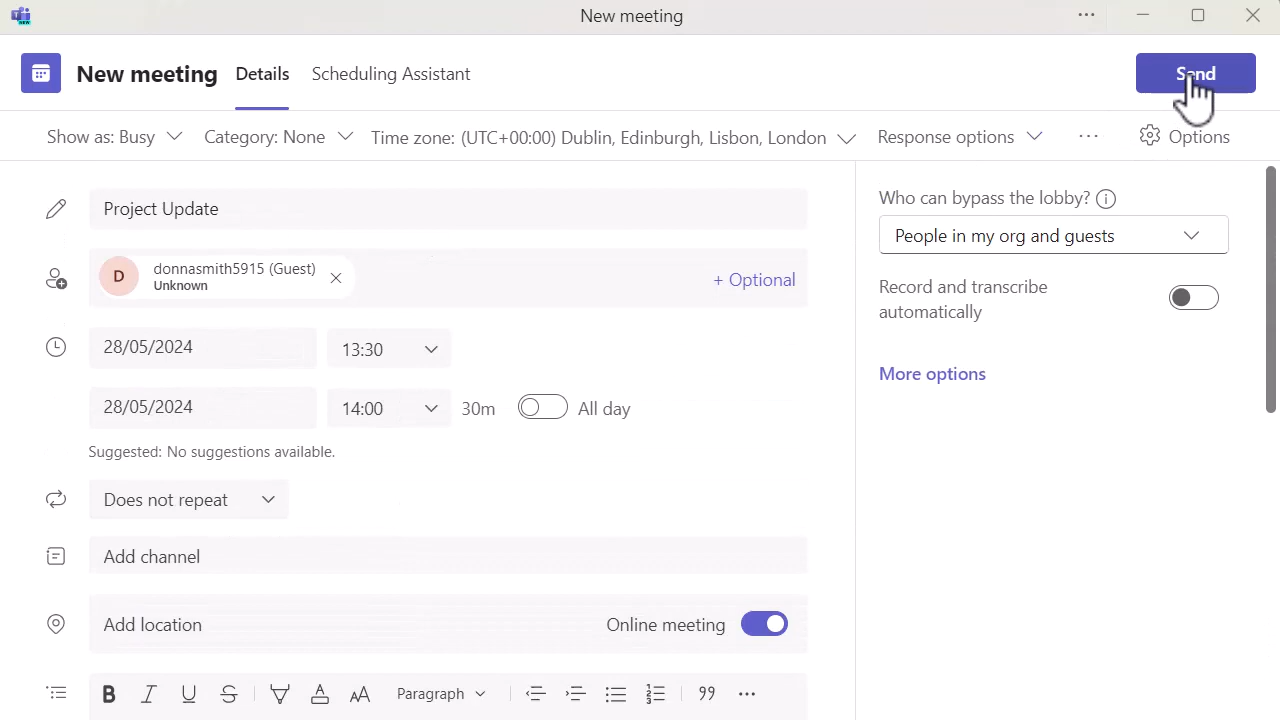 New meeting
New meeting
Details
Scheduling Assistant
Send
Show as: Busy
Category: None
Time zone: (UTC+00:00) Dublin, Edinburgh, Lisbon, London
Response options
Options
Project Update
D
donnasmith5915 (Guest)
Unknown
+ Optional
28/05/2024
13:30
28/05/2024
14:00
30m
All day
Suggested: No suggestions available.
Does not repeat
Add channel
Add location
Online meeting
B I U S A AA Paragraph
Who can bypass the lobby?
People in my org and guests
Record and transcribe
automatically
More options